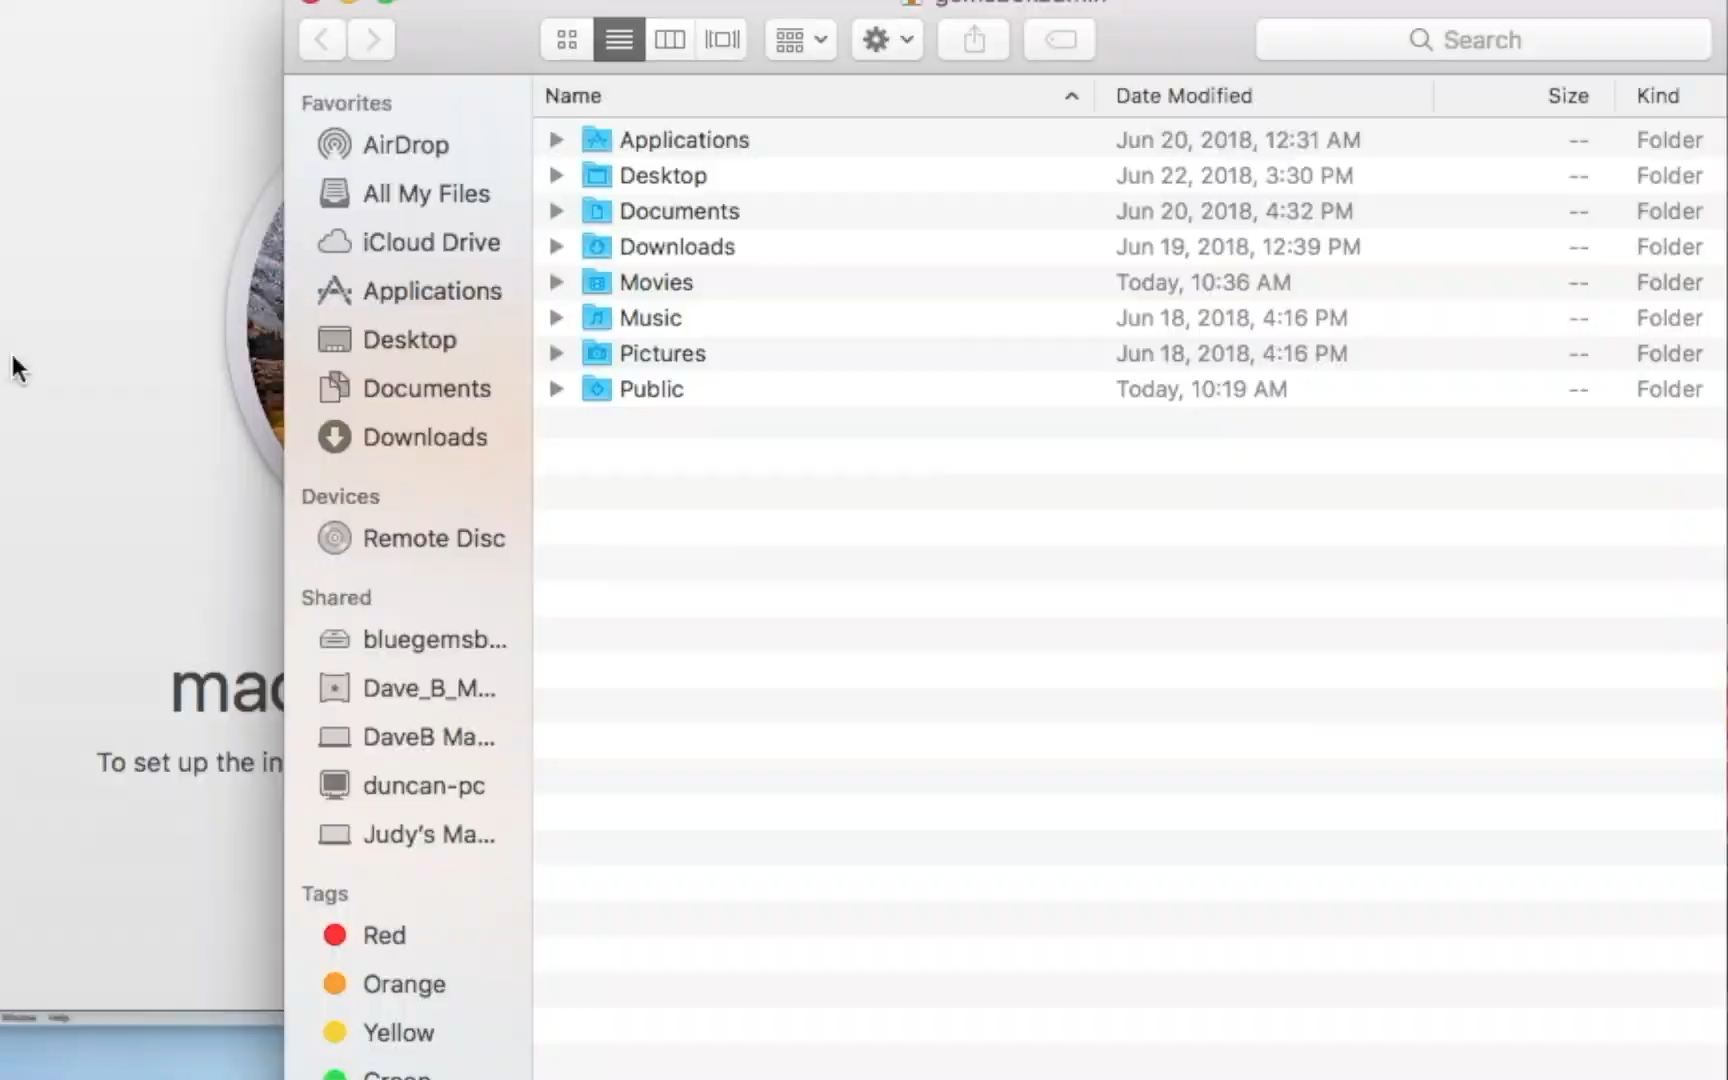 Search
Name Date Modified Size Kind
Favorites
AirDrop
All My Files
iCloud Drive
Applications
Desktop
Documents
Downloads
Devices
Remote Disc
Shared
bluegemsb...
Dave_B_M...
DaveB Ma...
duncan-pc
Judy's Ma...
Tags
Red
Orange
Yellow
Applications Jun 20, 2018, 12:31 AM -- Folder
Desktop Jun 22, 2018, 3:30 PM -- Folder
Documents Jun 20, 2018, 4:32 PM -- Folder
Downloads Jun 19, 2018, 12:39 PM -- Folder
Movies Today, 10:36 AM -- Folder
Music Jun 18, 2018, 4:16 PM -- Folder
Pictures Jun 18, 2018, 4:16 PM -- Folder
Public Today, 10:19 AM -- Folder
mac
To set up the in